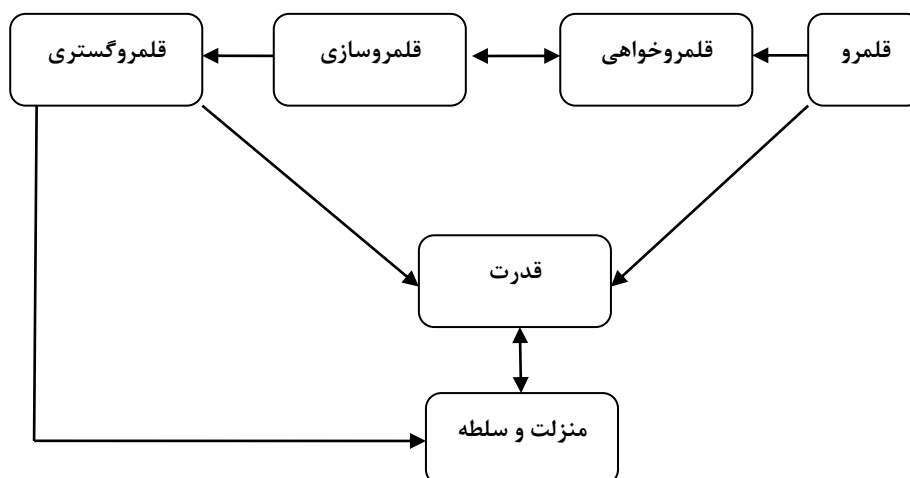 قلمرو
قلمروخواهی
قلمروسازی
قلمروگستری
قدرت
منزلت و سلطه